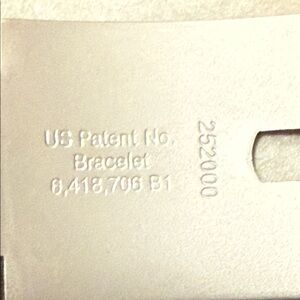 US Patent No.
Bracelet
6,418,706 B1
252000